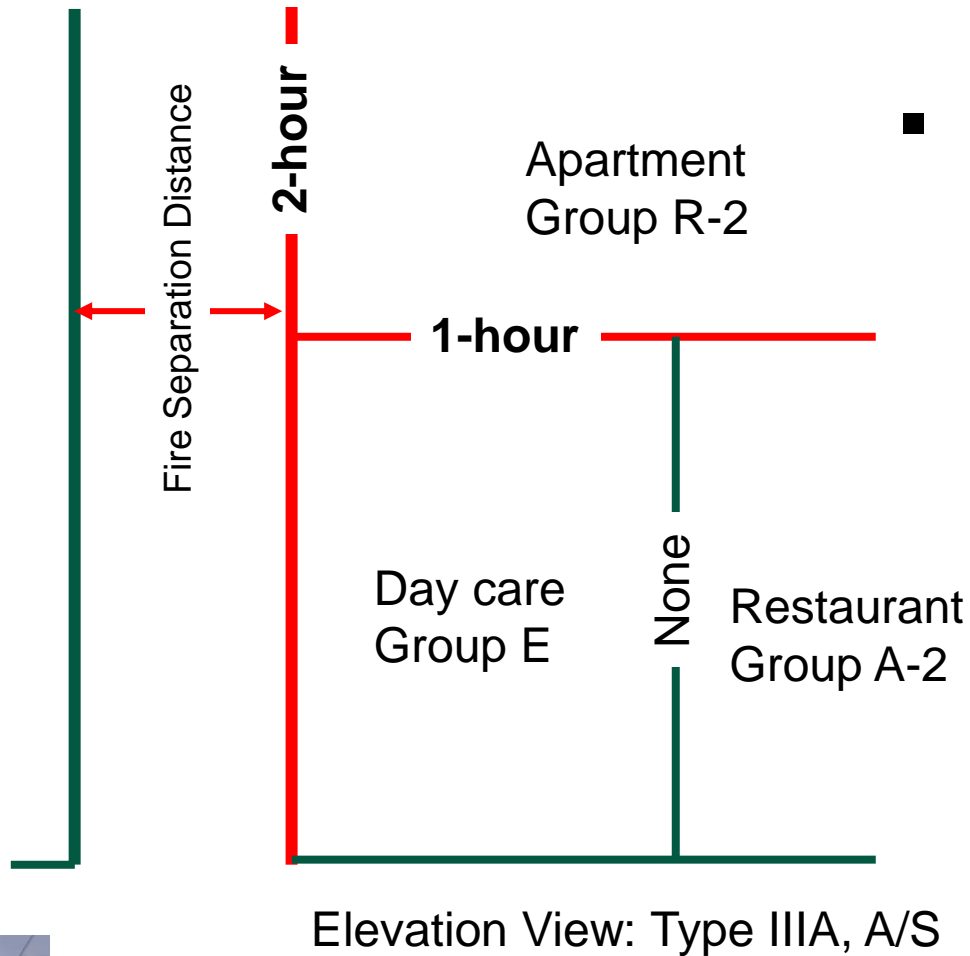 Fire Separation Distance
2-hour
Apartment
Group R-2
1-hour
Day care
Group E
None
Restaurant
Group A-2
Elevation View: Type IIIA, A/S